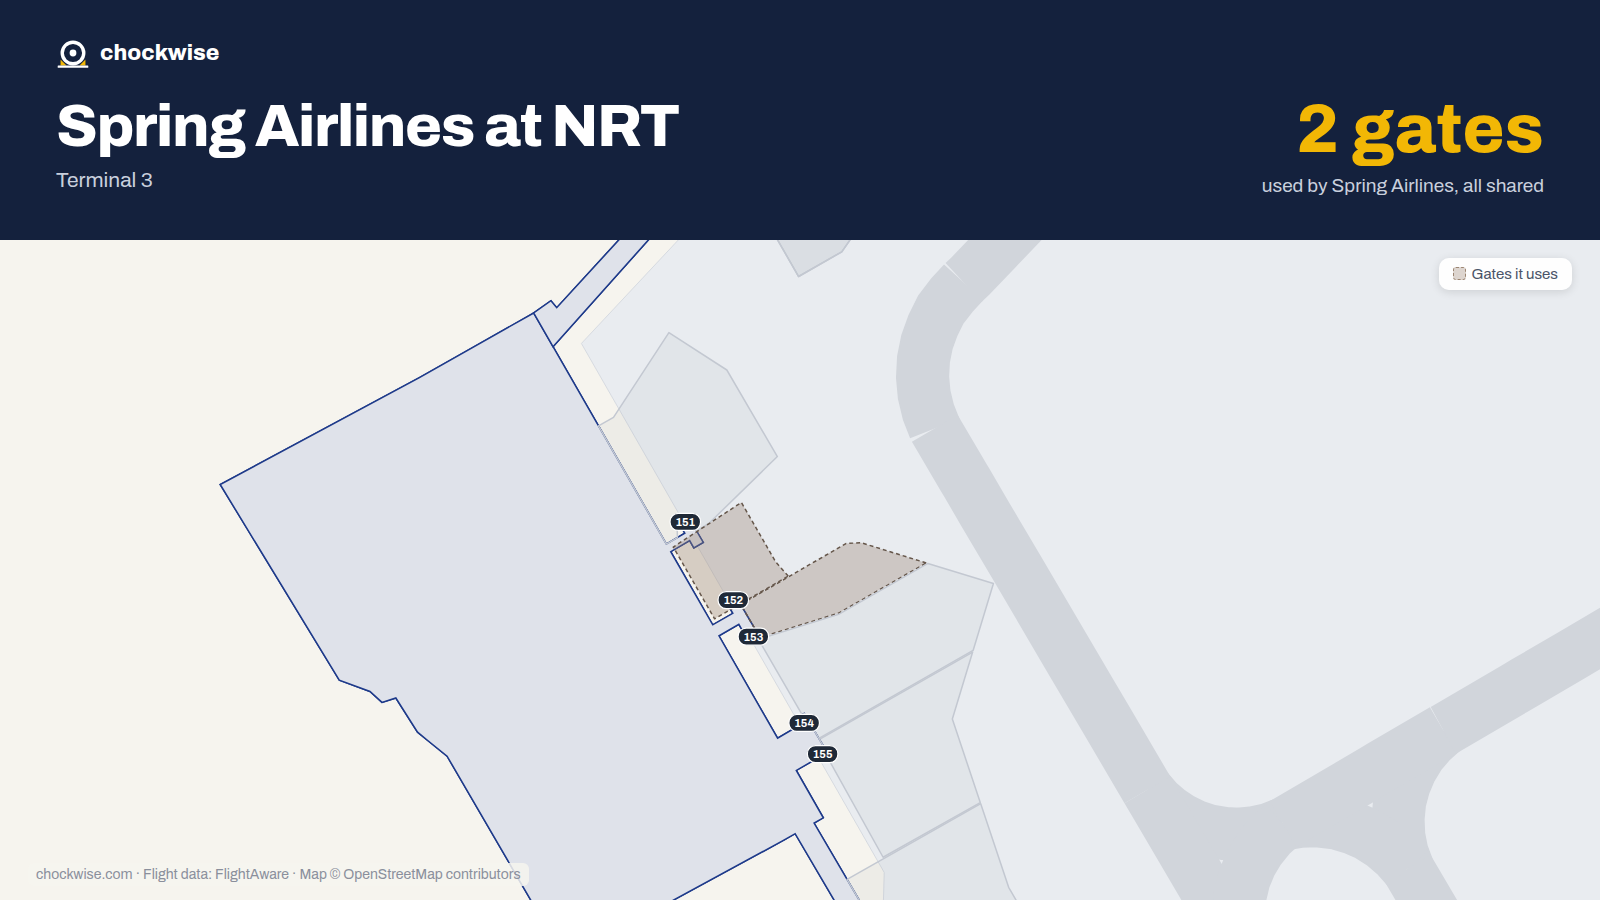 chockwise
Spring Airlines at NRT
Terminal 3
2 gates
used by Spring Airlines, all shared
Gates it uses
151
152
153
154
155
chockwise.com · Flight data: FlightAware · Map © OpenStreetMap contributors